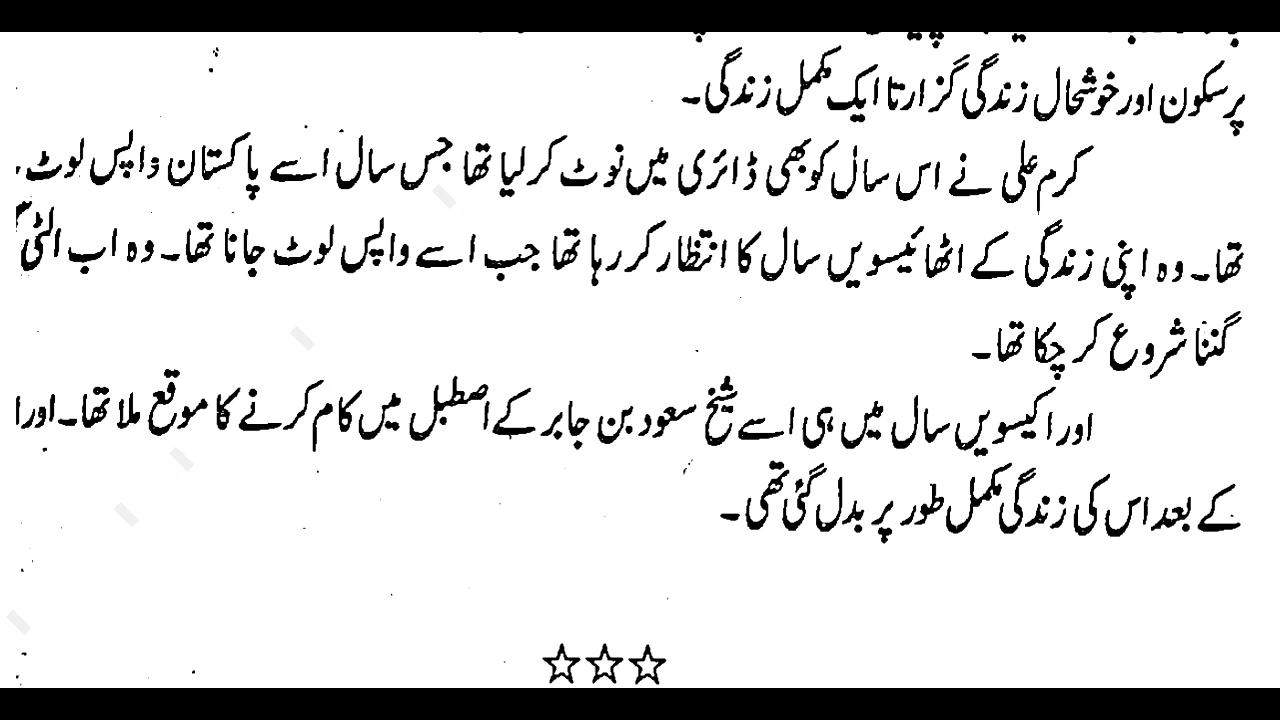 پرسکون اور خوشحال زندگی گزارتا ایک مکمل زندگی۔
کرم علی نے اس سال کو بھی ڈائری میں نوٹ کر لیا تھا جس سال اسے پاکستان واپس لوٹ
تھا۔ وہ اپنی زندگی کے اٹھائیسویں سال کا انتظار کر رہا تھا جب اسے واپس لوٹ جانا تھا۔ وہ اب الٹی
گننا شروع کر چکا تھا۔
اور اکیسویں سال میں ہی اسے شیخ سعود بن جابر کے اصطبل میں کام کرنے کا موقع ملا تھا۔ اور
کے بعد اس کی زندگی مکمل طور پر بدل گئی تھی۔
☆☆☆